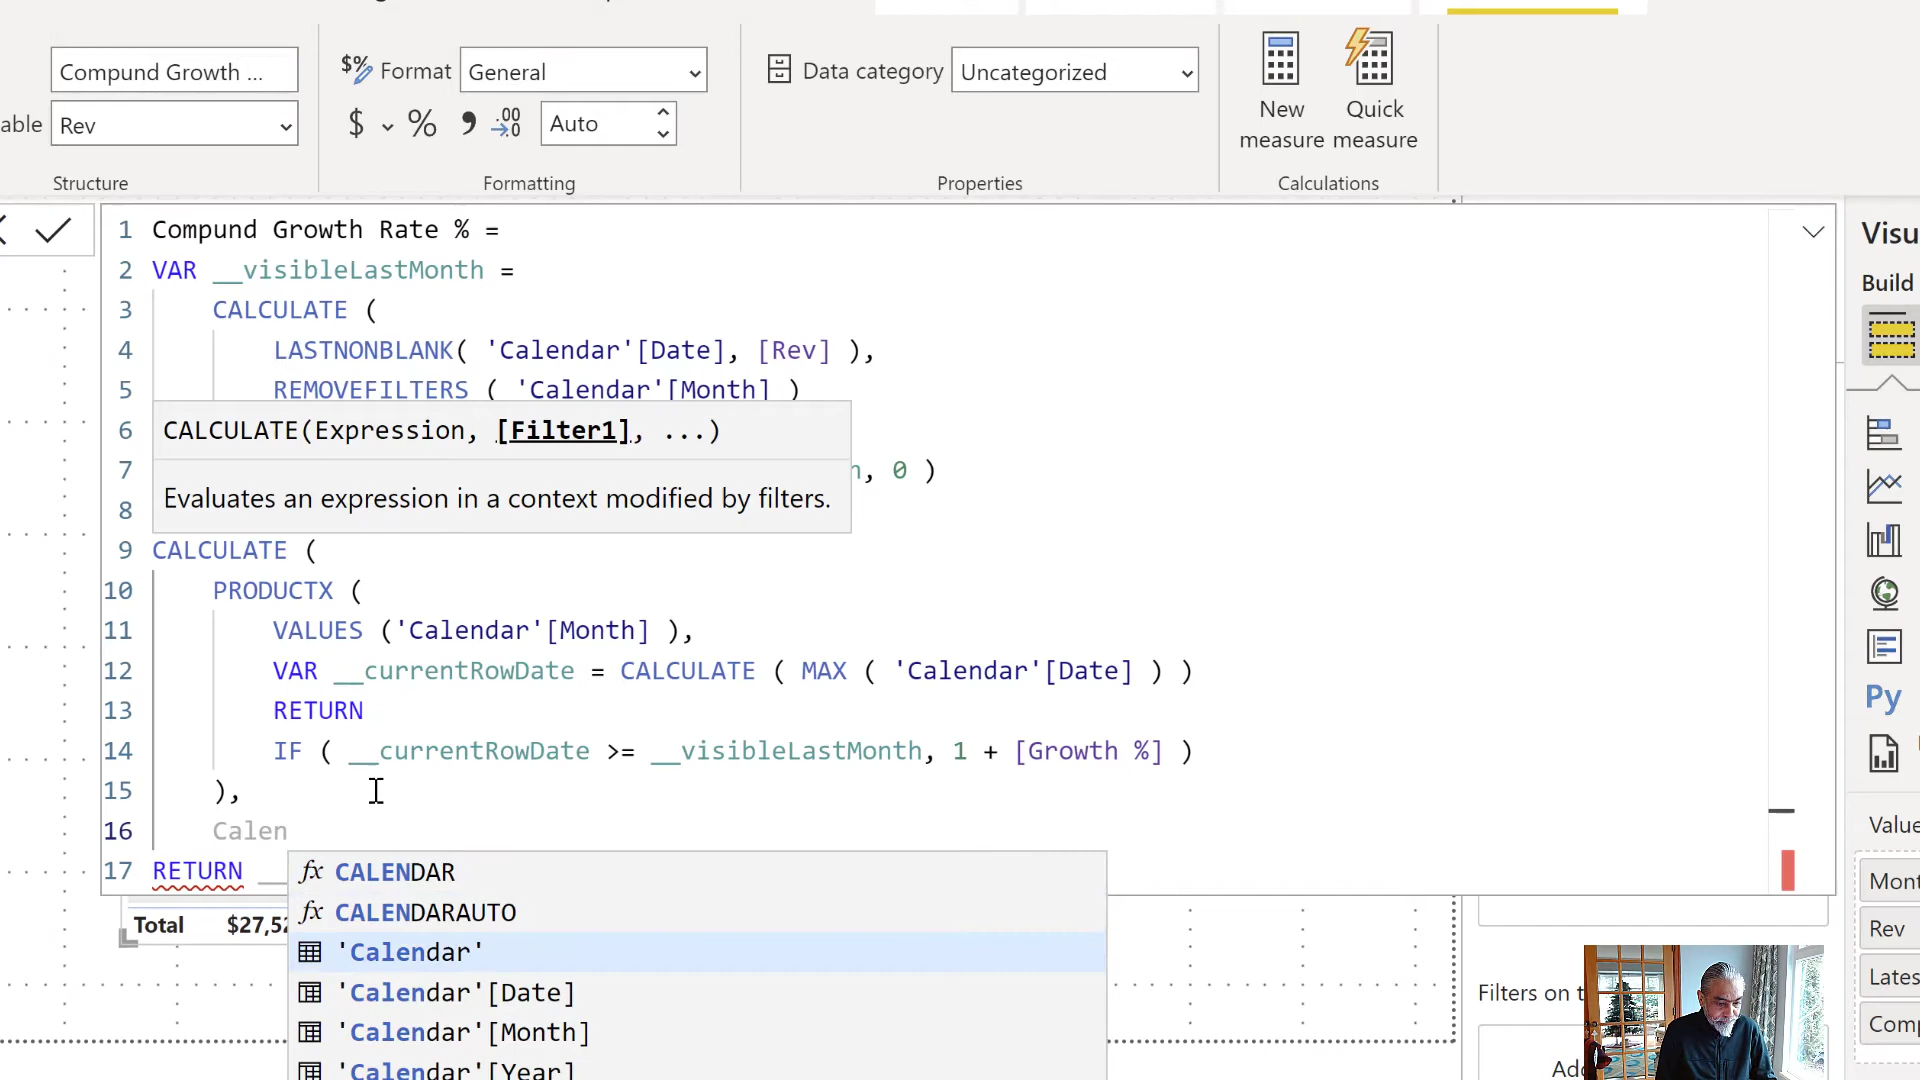 Compund Growth ...
Format General
Data category Uncategorized
able Rev
$ % Auto
New measure
Quick measure
Structure
Formatting
Properties
Calculations
1 Compund Growth Rate % =
2 VAR __visibleLastMonth =
3 CALCULATE (
4 LASTNONBLANK( 'Calendar'[Date], [Rev] ),
5 REMOVEFILTERS ( 'Calendar'[Month] )
6 CALCULATE(Expression, [Filter1], ...)
7 , 0 )
8 Evaluates an expression in a context modified by filters.
9 CALCULATE (
10 PRODUCTX (
11 VALUES ('Calendar'[Month] ),
12 VAR __currentRowDate = CALCULATE ( MAX ( 'Calendar'[Date] ) )
13 RETURN
14 IF ( __currentRowDate >= __visibleLastMonth, 1 + [Growth %] )
15 ),
16 Calen
17 RETURN
fx CALENDAR
fx CALENDARAUTO
'Calendar'
'Calendar'[Date]
'Calendar'[Month]
'Calendar'[Year]
Total $27,52
Visu
Build
Py
Value
Mont
Rev
Lates
Comp
Filters on t
Add